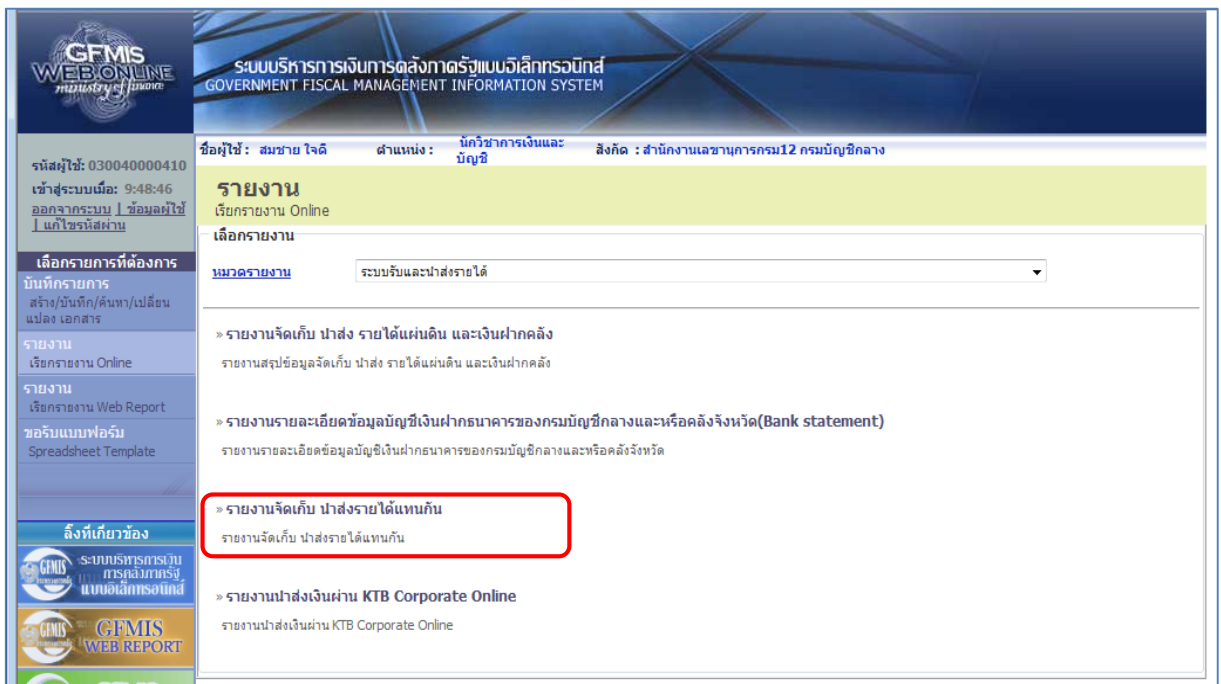 GFMIS
WEB ONLINE
ministry of finance
ระบบบริหารการเงินการคลังภาครัฐแบบอิเล็กทรอนิกส์
GOVERNMENT FISCAL MANAGEMENT INFORMATION SYSTEM
ชื่อผู้ใช้ : สมชาย ใจดี ตำแหน่ง : นักวิชาการเงินและบัญชี สังกัด : สำนักงานเลขานุการกรม12 กรมบัญชีกลาง
รหัสผู้ใช้: 030040000410
เข้าสู่ระบบเมื่อ: 9:48:46
ออกจากระบบ | ข้อมูลผู้ใช้
| แก้ไขรหัสผ่าน
เลือกรายการที่ต้องการ
บันทึกรายการ
สร้าง/บันทึก/ค้นหา/เปลี่ยน
แปลง เอกสาร
รายงาน
เรียกรายงาน Online
รายงาน
เรียกรายงาน Web Report
ขอรับแบบฟอร์ม
Spreadsheet Template
ลิ้งที่เกี่ยวข้อง
GFMIS ระบบบริหารการเงิน
การคลังภาครัฐ
แบบอิเล็กทรอนิกส์
GFMIS GFMIS
WEB REPORT
รายงาน
เรียกรายงาน Online
เลือกรายงาน
หมวดรายงาน ระบบรับและนำส่งรายได้
» รายงานจัดเก็บ นำส่ง รายได้แผ่นดิน และเงินฝากคลัง
รายงานสรุปข้อมูลจัดเก็บ นำส่ง รายได้แผ่นดิน และเงินฝากคลัง
» รายงานรายละเอียดข้อมูลบัญชีเงินฝากธนาคารของกรมบัญชีกลางและหรือคลังจังหวัด(Bank statement)
รายงานรายละเอียดข้อมูลบัญชีเงินฝากธนาคารของกรมบัญชีกลางและหรือคลังจังหวัด
» รายงานจัดเก็บ นำส่งรายได้แทนกัน
รายงานจัดเก็บ นำส่งรายได้แทนกัน
» รายงานนำส่งเงินผ่าน KTB Corporate Online
รายงานนำส่งเงินผ่าน KTB Corporate Online